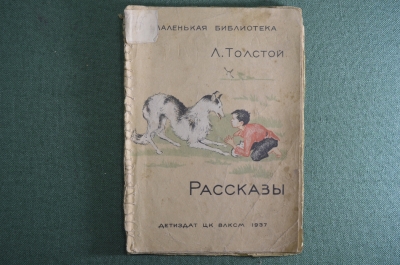 МАЛЕНЬКАЯ БИБЛИОТЕКА
Л. ТОЛСТОЙ
РАССКАЗЫ
ДЕТИЗДАТ ЦК ВЛКСМ 1937